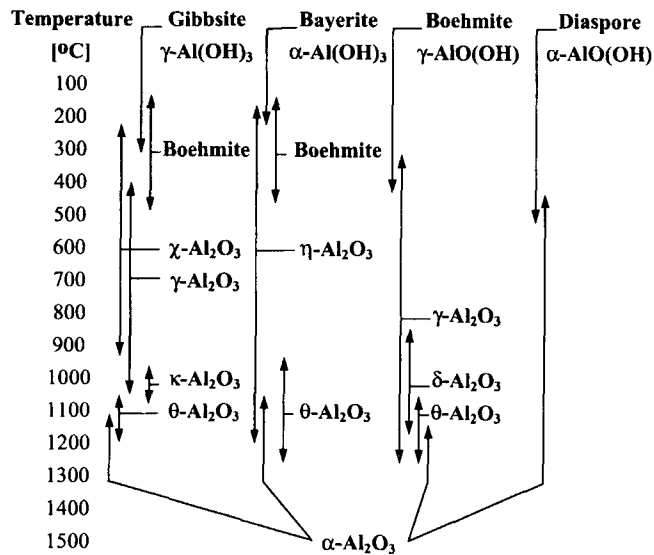 Temperature Gibbsite Bayerite Boehmite Diaspore
[ºC] γ-Al(OH)₃ α-Al(OH)₃ γ-AlO(OH) α-AlO(OH)
100
200
300 Boehmite Boehmite
400
500
600 χ-Al₂O₃ η-Al₂O₃
700 γ-Al₂O₃
800 γ-Al₂O₃
900
1000 κ-Al₂O₃ δ-Al₂O₃
1100 θ-Al₂O₃ θ-Al₂O₃ θ-Al₂O₃
1200
1300
1400
1500 α-Al₂O₃